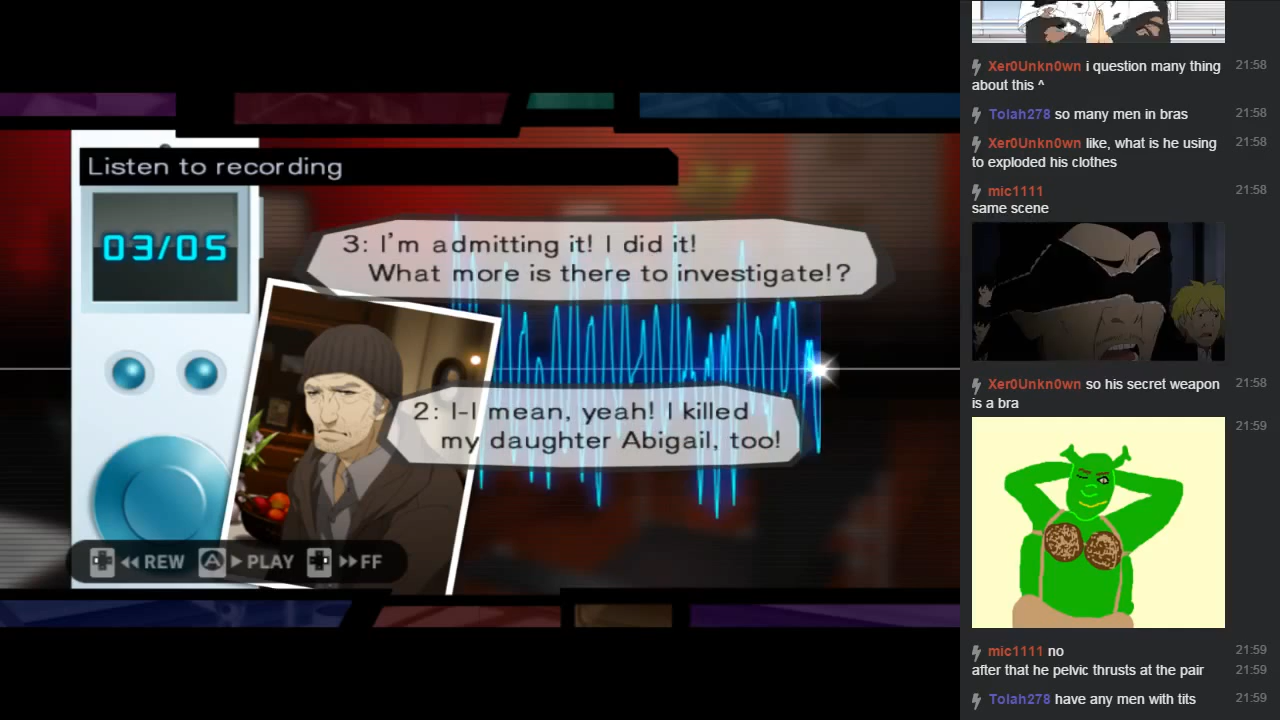 Listen to recording
03/05
3: I'm admitting it! I did it!
What more is there to investigate!?
2: I-I mean, yeah! I killed
my daughter Abigail, too!
REW A PLAY FF
Xer0Unkn0wn i question many thing 21:58
about this ^
Tolah278 so many men in bras 21:58
Xer0Unkn0wn like, what is he using 21:58
to exploded his clothes
mic1111 21:58
same scene
Xer0Unkn0wn so his secret weapon 21:58
is a bra
21:59
mic1111 no 21:59
after that he pelvic thrusts at the pair 21:59
Tolah278 have any men with tits 21:59